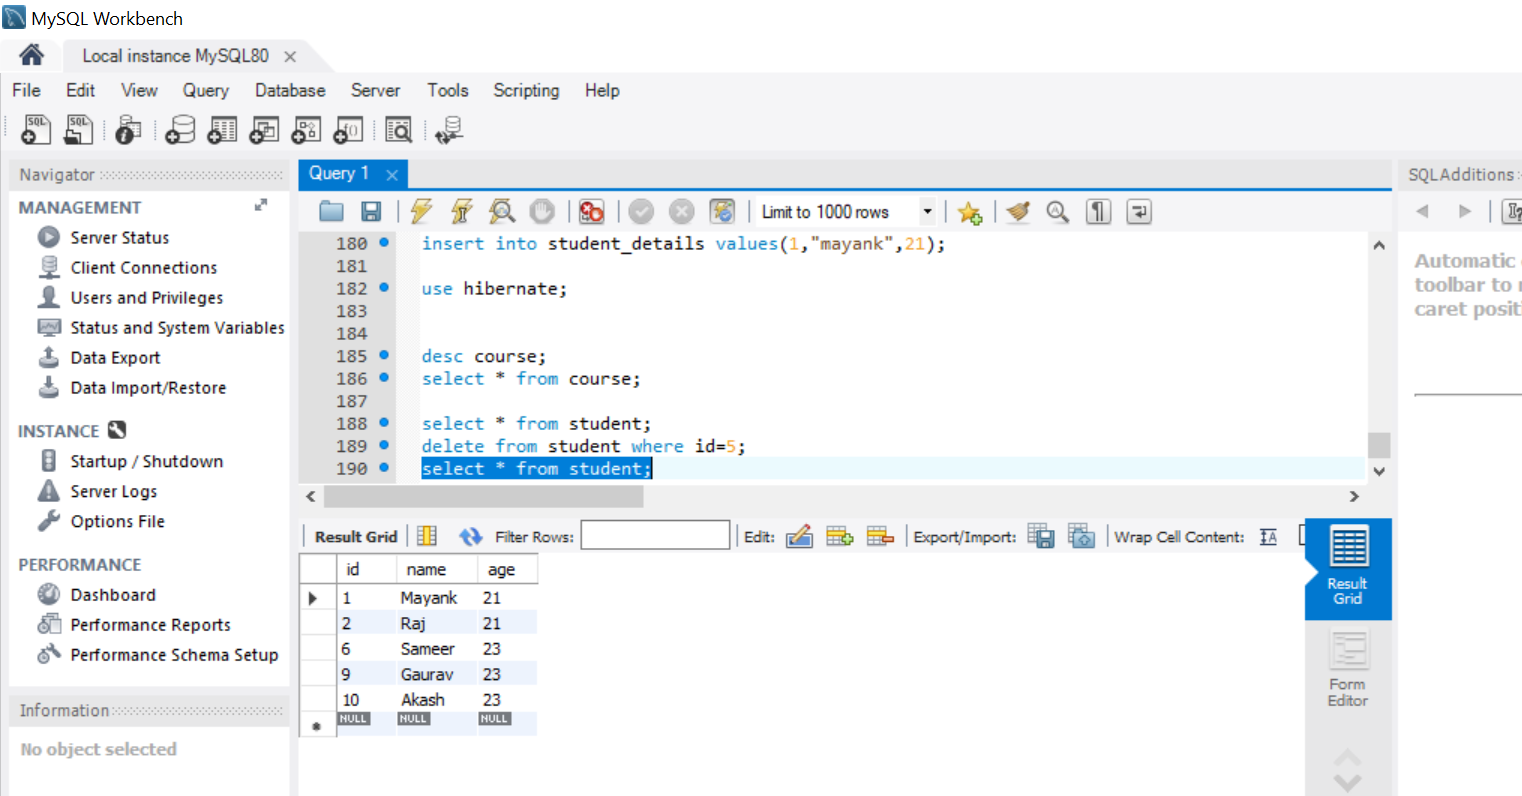 MySQL Workbench
Local instance MySQL80
File Edit View Query Database Server Tools Scripting Help
SQL SQL
Navigator
MANAGEMENT
Server Status
Client Connections
Users and Privileges
Status and System Variables
Data Export
Data Import/Restore
INSTANCE
Startup / Shutdown
Server Logs
Options File
PERFORMANCE
Dashboard
Performance Reports
Performance Schema Setup
Information
No object selected
Query 1
Limit to 1000 rows
180 insert into student_details values(1,"mayank",21);
181
182 use hibernate;
183
184
185 desc course;
186 select * from course;
187
188 select * from student;
189 delete from student where id=5;
190 select * from student;
Result Grid Filter Rows: Edit: Export/Import: Wrap Cell Content: IA
id name age
1 Mayank 21
2 Raj 21
6 Sameer 23
9 Gaurav 23
10 Akash 23
NULL NULL NULL
Result
Grid
Form
Editor
SQLAdditions
Automatic
toolbar to
caret posit